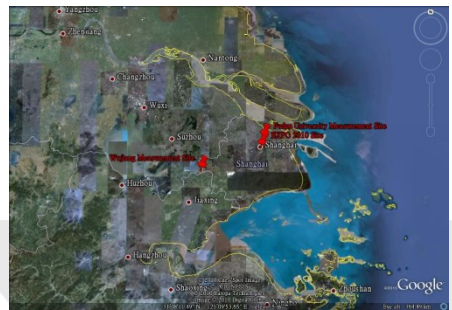 Yangzhou
Zhenjiang
Nantong
Changzhou
Wuxi
Suzhou
Fudan University Measurement Site
EXPO 2010 Site
Shanghai
Wujiang Measurement Site
Shanghai
Huzhou
Jiaxing
Hangzhou
Shaoxing
Zhoushan
Google